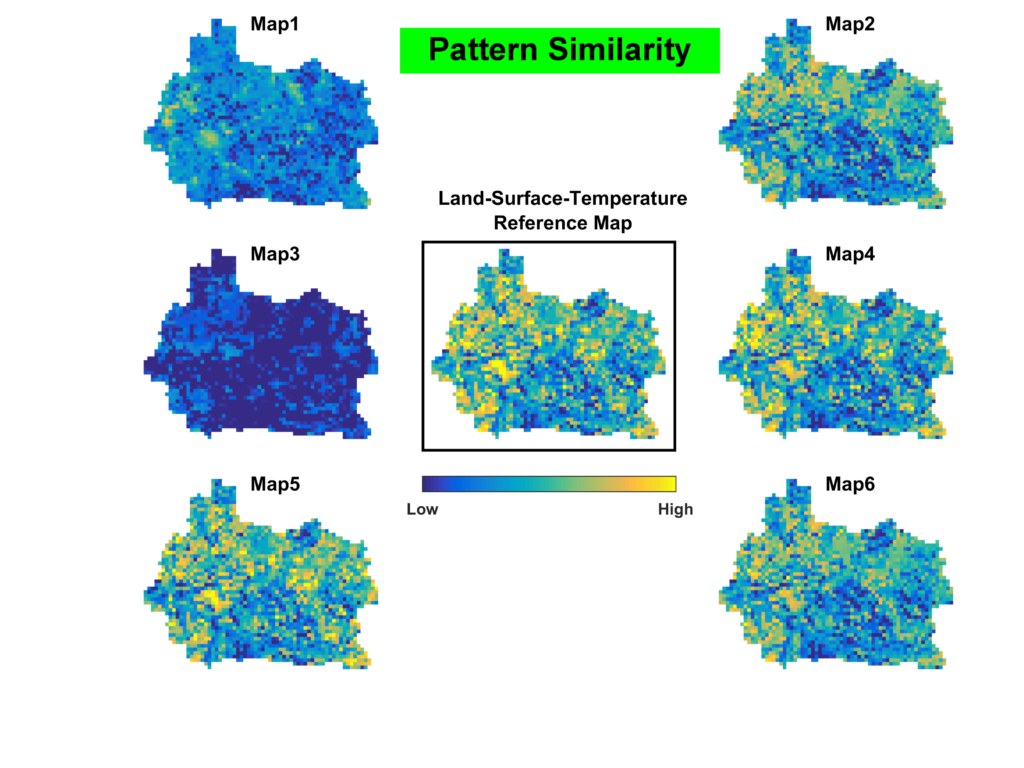 Map1
Pattern Similarity
Map2
Land-Surface-Temperature
Reference Map
Map3
Map4
Low
High
Map5
Map6